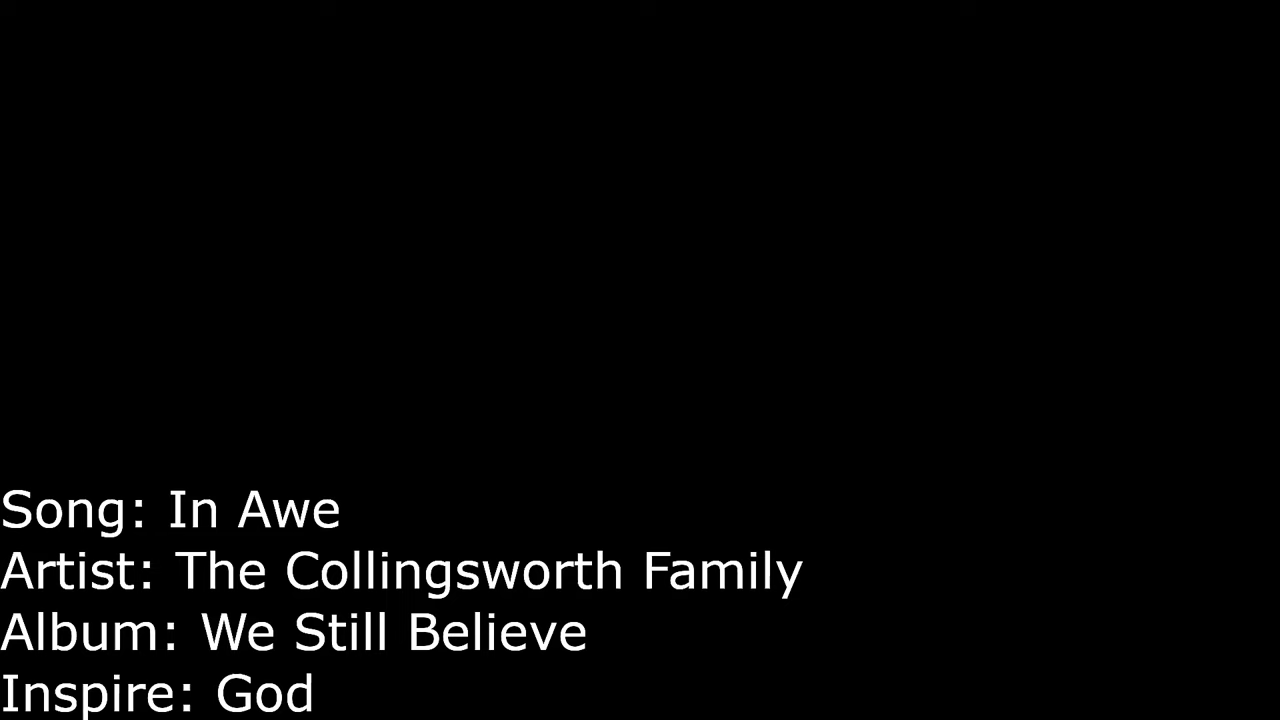 Song: In Awe
Artist: The Collingsworth Family
Album: We Still Believe
Inspire: God